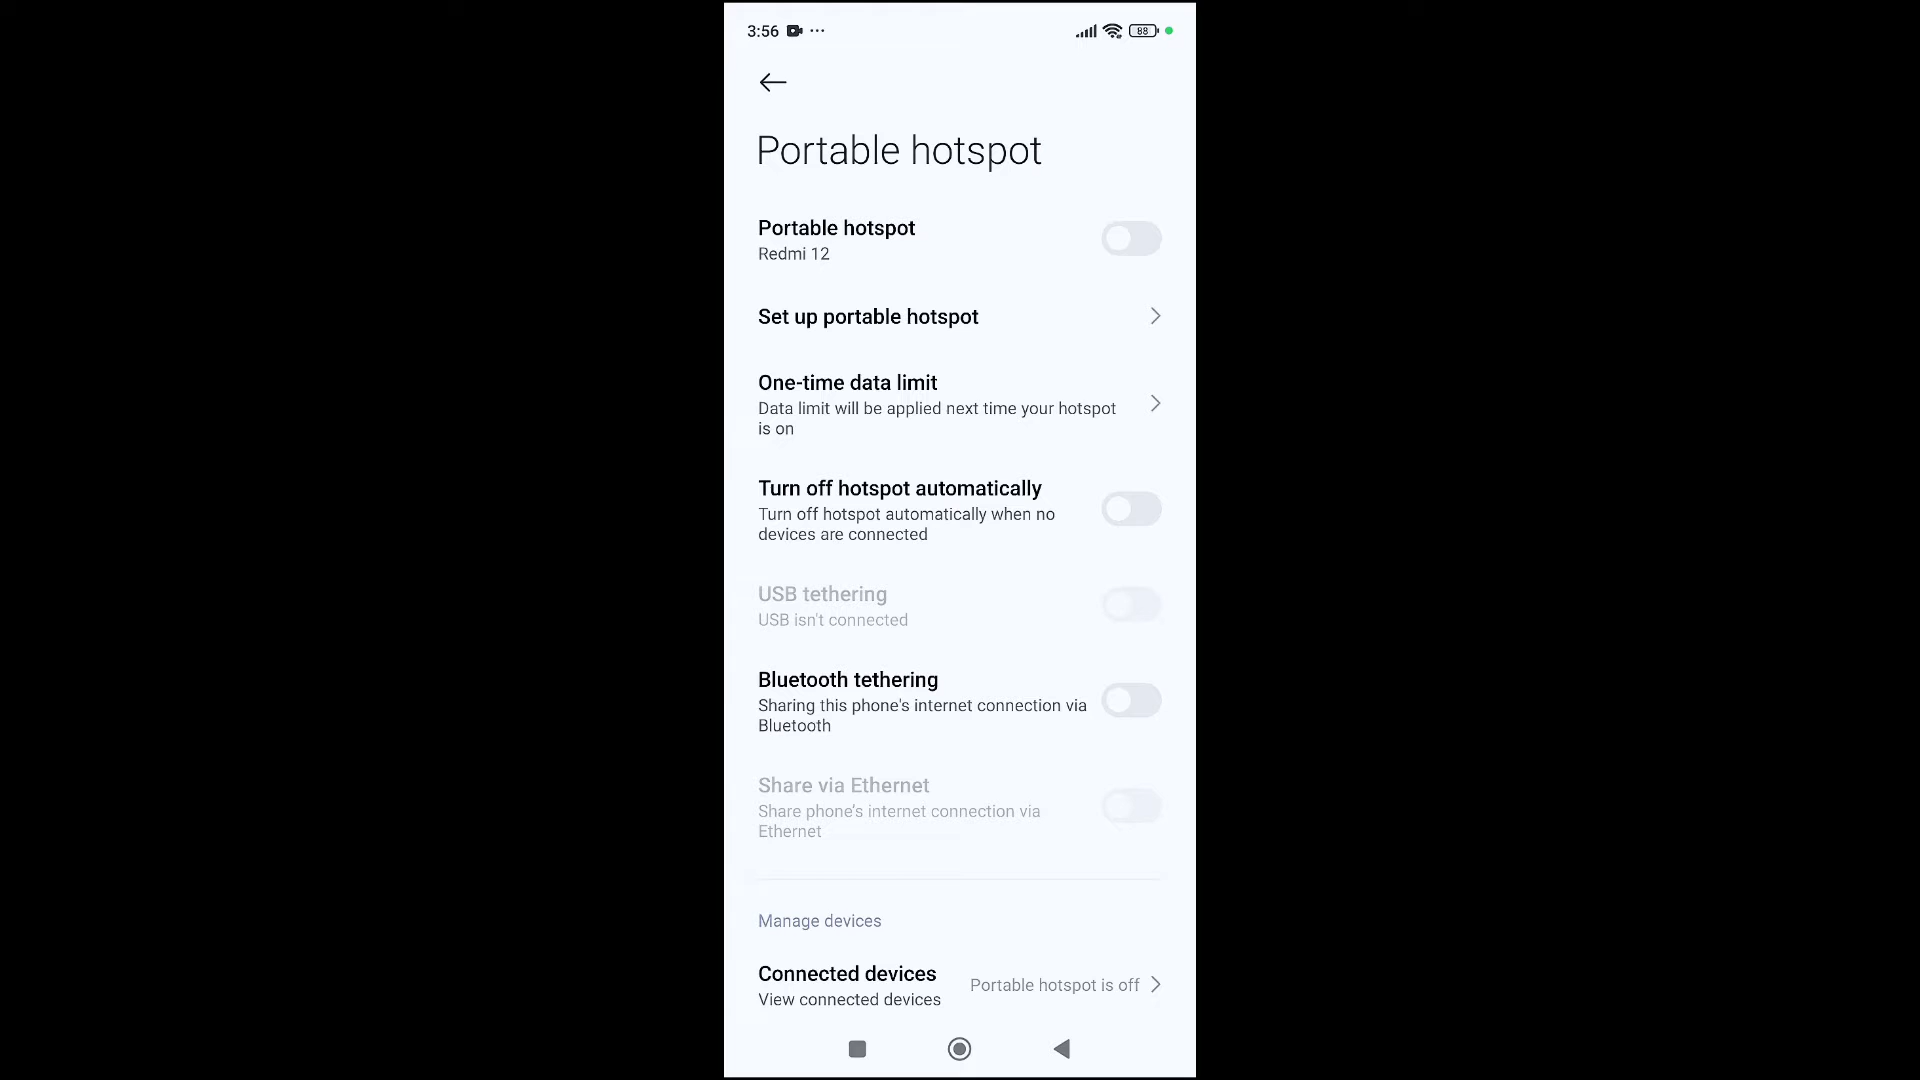 3:56
88
Portable hotspot
Portable hotspot
Redmi 12
Set up portable hotspot
One-time data limit
Data limit will be applied next time your hotspot
is on
Turn off hotspot automatically
Turn off hotspot automatically when no
devices are connected
USB tethering
USB isn't connected
Bluetooth tethering
Sharing this phone's internet connection via
Bluetooth
Share via Ethernet
Share phone’s internet connection via
Ethernet
Manage devices
Connected devices
View connected devices
Portable hotspot is off